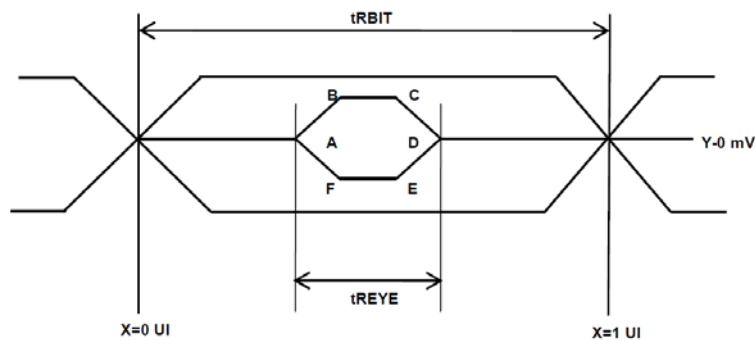 tRBIT
B
C
A
D
Y-0 mV
F
E
tREYE
X=0 UI
X=1 UI